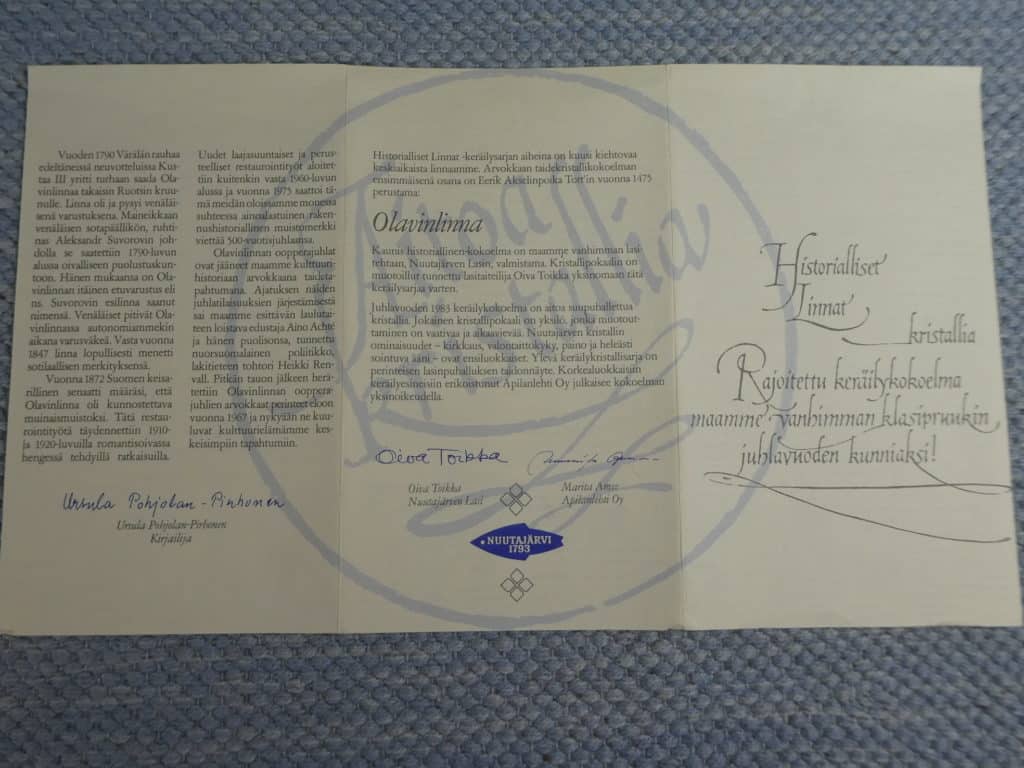 Vuoden 1790 Värälän rauhaa
edeltäneissä neuvotteluissa Kus-
taa III yritti turhaan saada Ola-
vinlinnaa takaisin Ruotsin kruu-
nulle. Linna oli ja pysyi venäläi-
senä varustuksena. Maineikkaan
venäläisen sotapäällikön, ruhti-
nas Aleksandr Suvorovin joh-
dolla se saatettiin 1790-luvun
alussa oivalliseen puolustuskun-
toon. Hänen mukaansa on Ola-
vinlinnan itäinen etuvarustus eli
ns. Suvorovin esilinna saanut
nimensä. Venäläiset pitivät Ola-
vinlinnassa autonomiammekin
aikana varusväkeä. Vasta vuonna
1847 linna lopullisesti menetti
sotilaallisen merkityksensä.
Vuonna 1872 Suomen keisa-
rillinen senaatti määräsi, että
Olavinlinna oli kunnostettava
muinaismuistoksi. Tätä restau-
rointityötä täydennettiin 1910-
ja 1920-luvuilla romantisoivassa
hengessä tehdyillä ratkaisuilla.
Uudet laajasuuntaiset ja perus-
teelliset restaurointityöt aloitet-
tiin kuitenkin vasta 1960-luvun
alussa ja vuonna 1975 saattoi tä-
mä meidän oloissamme monessa
suhteessa ainoalaatuinen raken-
nushistoriallinen muistomerkki
viettää 500-vuotisjuhlaansa.
Olavinlinnan oopperajuhlat
ovat jääneet maamme kulttuuri-
historiaan arvokkaana taideta-
pahtumana. Ajatuksen näiden
juhlatilaisuuksien järjestämisestä
sai maamme esittävän laulutai-
teen loistava edustaja Aino Achté
ja hänen puolisonsa, tunnettu
nuorsuomalainen poliitikko,
lakitieteen tohtori Heikki Ren-
vall. Pitkän tauon jälkeen herä-
tettiin Olavinlinnan ooppera-
juhlien arvokkaat perinteet eloon
vuonna 1967 ja nykyään ne kuu-
luvat kulttuurielämämme kes-
keisimpiin tapahtumiin.
Ursula Pohjolan-Pirhonen
Ursula Pohjolan-Pirhonen
Kirjailija
Aitoa
Kristallia
Historialliset Linnat -keräilysarjan aiheina on kuusi kiehtovaa
keskiaikaista linnaamme. Arvokkaan taidekristallikokoelman
ensimmäisenä osana on Eerik Akselinpoika Tott'in vuonna 1475
perustama:
Olavinlinna
Kaunis historiallinen-kokoelma on maamme vanhimman lasi-
tehtaan, Nuutajärven Lasin, valmistama. Kristallipokaalin on
muotoillut tunnettu lasitaiteilija Oiva Toikka yksinomaan tätä
keräilysarjaa varten.
Juhlavuoden 1983 keräilykokoelma on aitoa suupuhallettua
kristallia. Jokainen kristallipokaali on yksilö, jonka muotout-
taminen on vaativaa ja aikaavievää. Nuutajärven kristallin
ominaisuudet – kirkkaus, valontaittokyky, paino ja heleästi
sointuva ääni – ovat ensiluokkaiset. Ylevä keräilykristallisarja on
perinteisen lasinpuhalluksen taidonnäyte. Korkealuokkaisiin
keräilyesineisiin erikoistunut Apilanlehti Oy julkaisee kokoelman
yksinoikeudella.
Oiva Toikka
Oiva Toikka
Nuutajärven Lasi
Marita
Apilanlehti Oy
NUUTAJÄRVI
1793
Historialliset
Linnat
kristallia
Rajoitettu keräilykokoelma
maamme vanhimman klasipruukin
juhlavuoden kunniaksi!